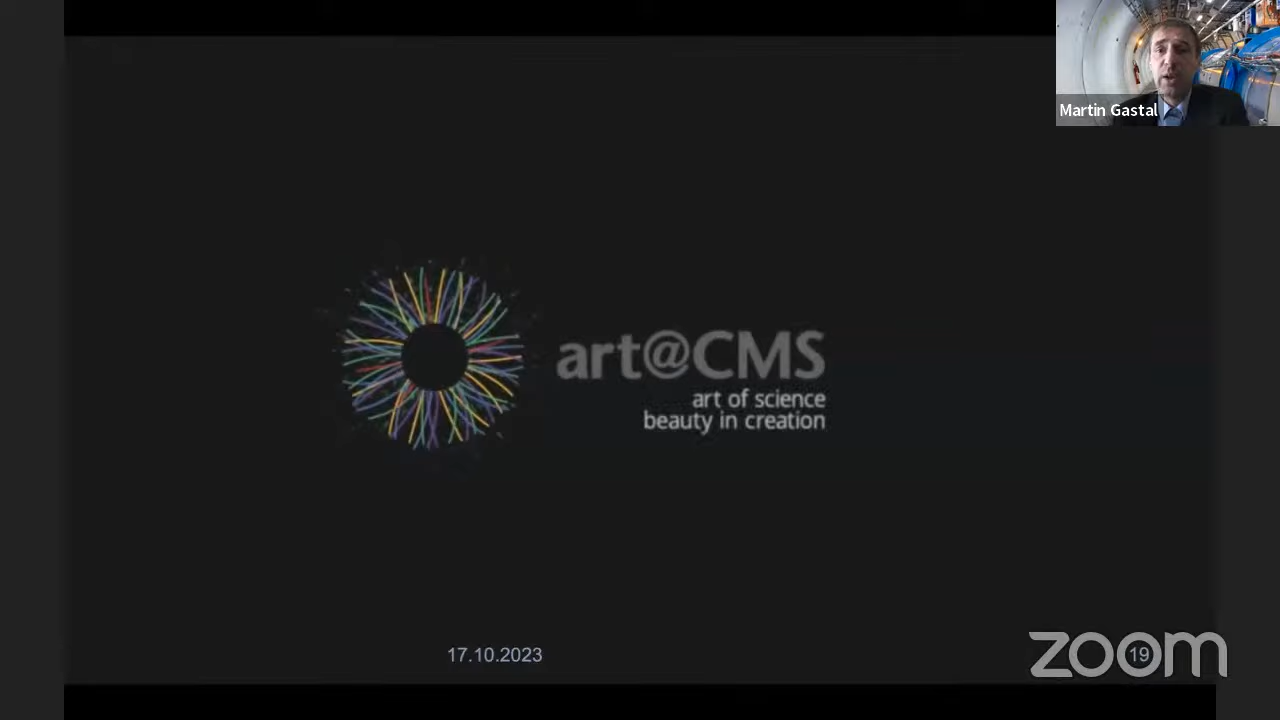 Martin Gastal
art@CMS
art of science
beauty in creation
17.10.2023
19
zoom